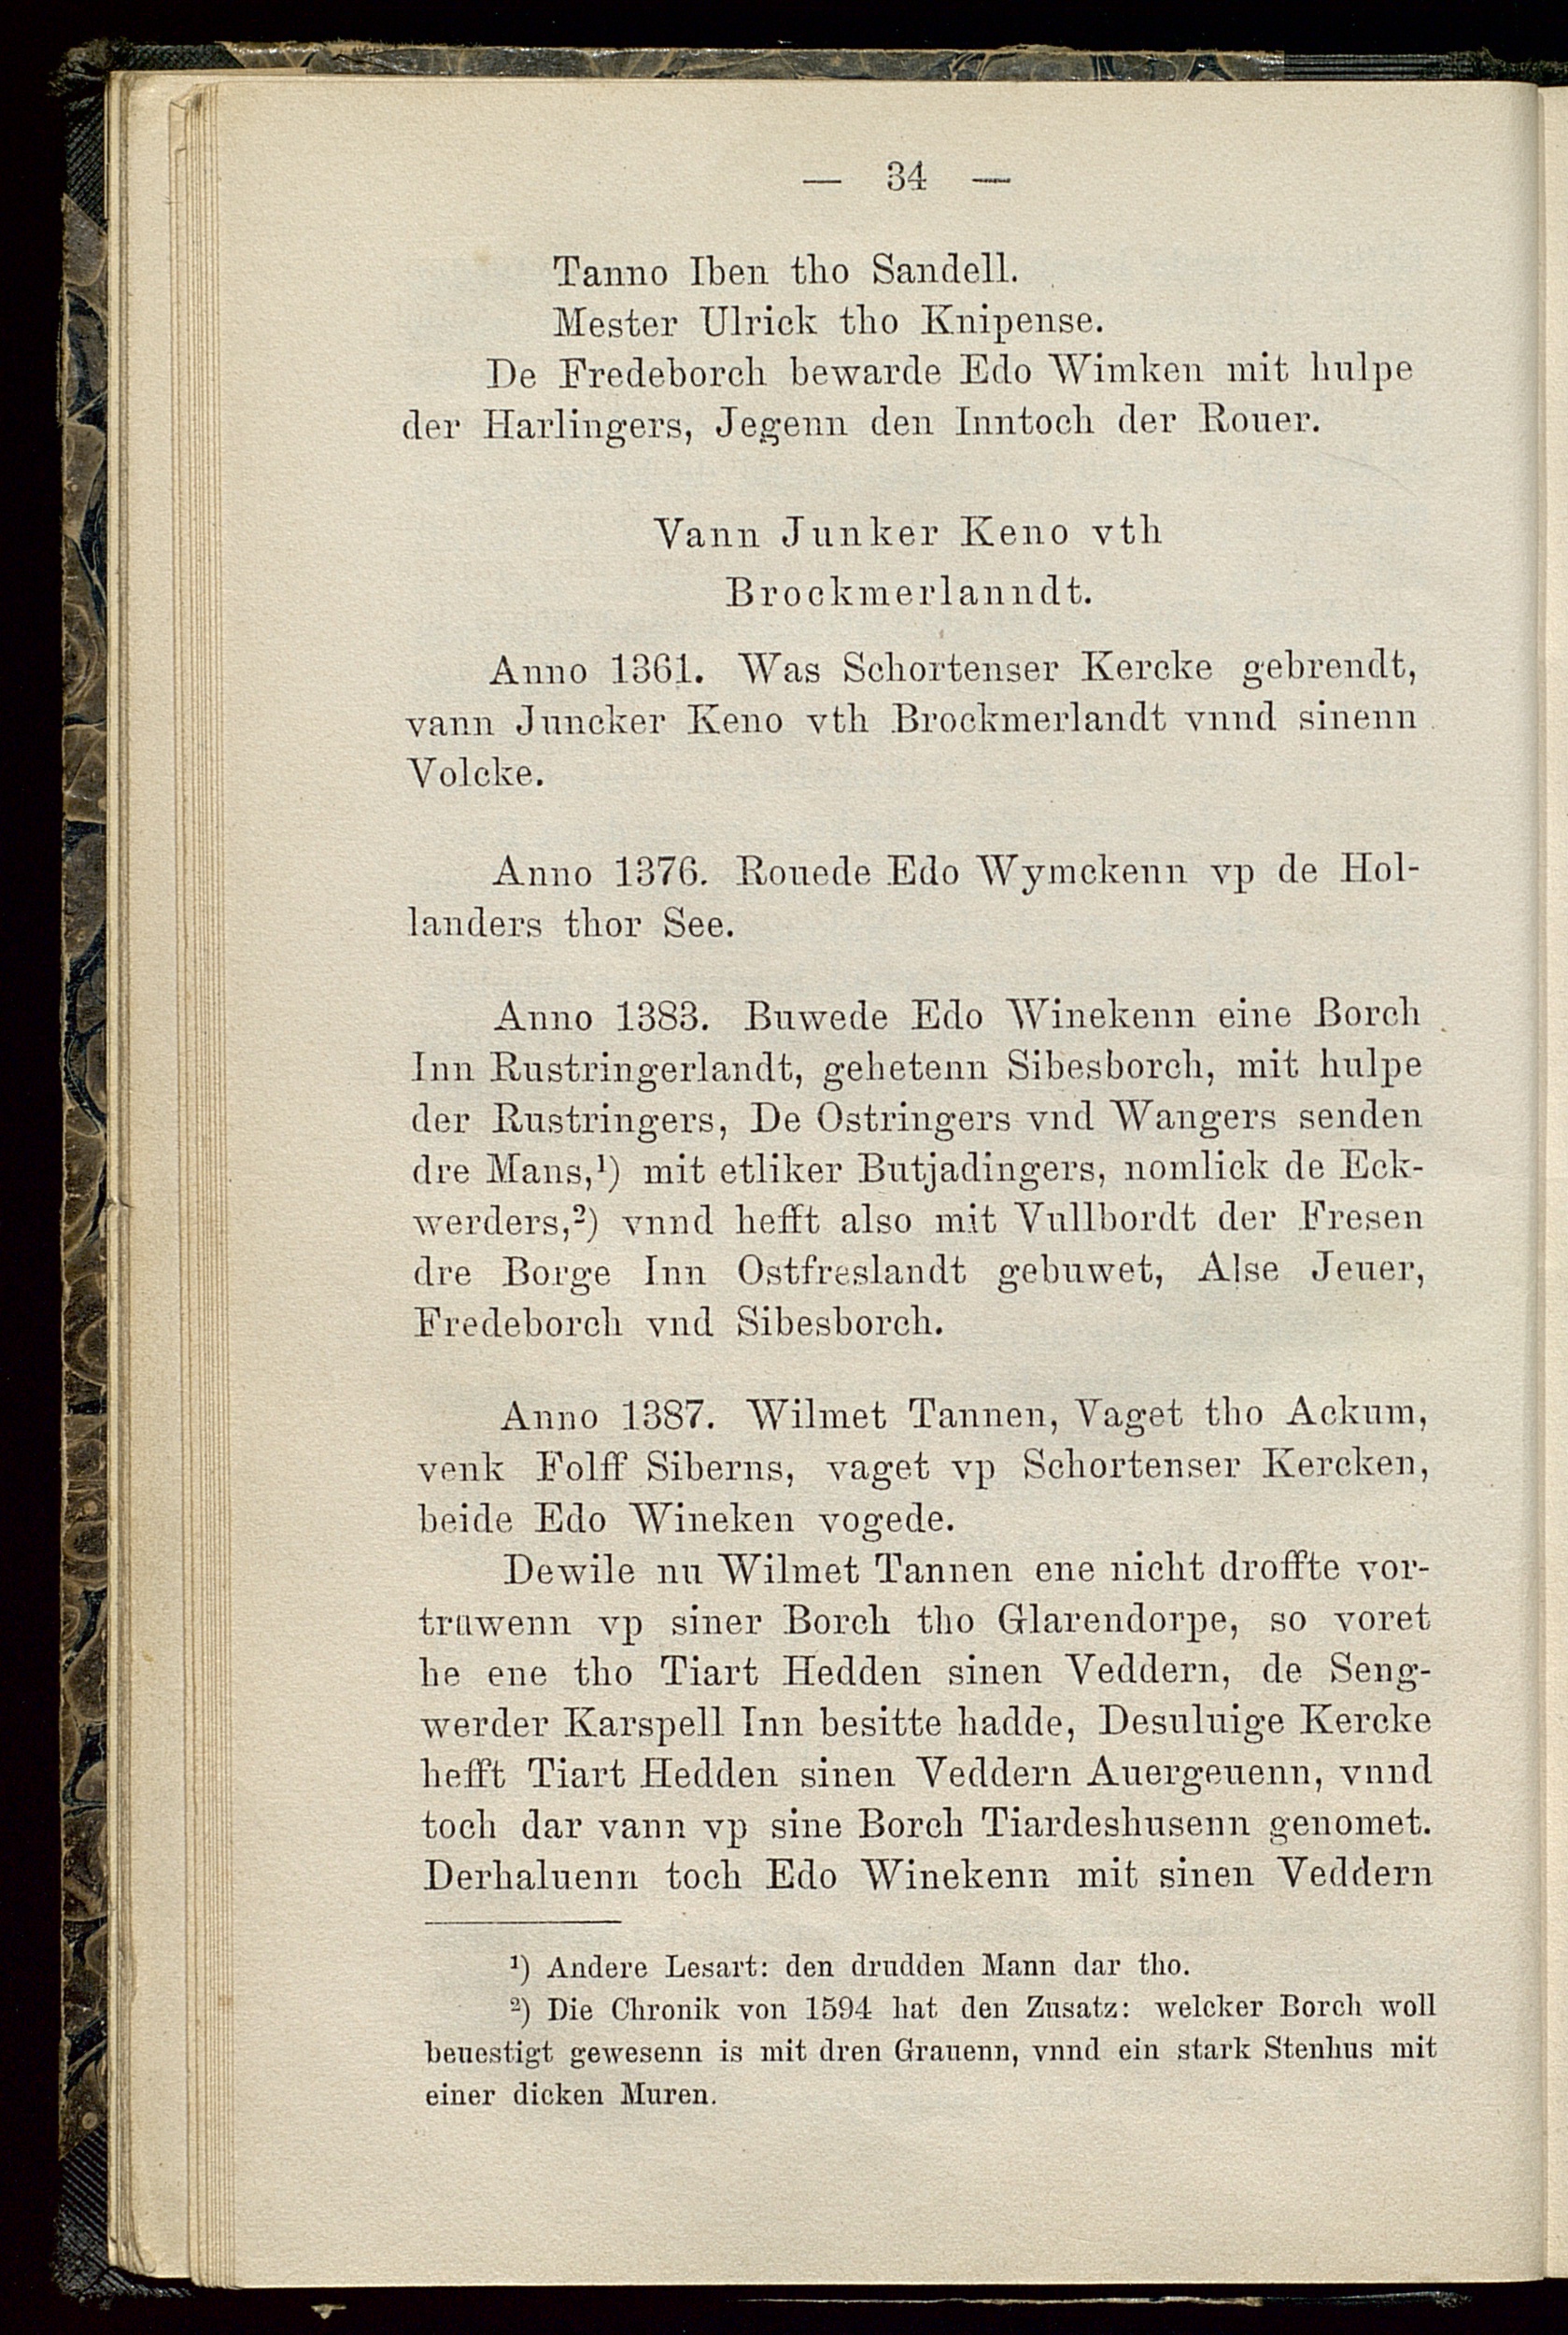 — 34 —
Tanno Iben tho Sandell.
Mester Ulrick tho Knipense.
De Fredeborch bewarde Edo Wimken mit hulpe
der Harlingers, Jegenn den Inntoch der Rouer.
Vann Junker Keno vth
Brockmerlanndt.
Anno 1361. Was Schortenser Kercke gebrendt,
vann Juncker Keno vth Brockmerlandt vnnd sinenn
Volcke.
Anno 1376. Rouede Edo Wymckenn vp de Hol-
landers thor See.
Anno 1383. Buwede Edo Winekenn eine Borch
Inn Rustringerlandt, gehetenn Sibesborch, mit hulpe
der Rustringers, De Ostringers vnd Wangers senden
dre Mans,¹) mit etliker Butjadingers, nomlick de Eck-
werders,²) vnnd hefft also mit Vullbordt der Fresen
dre Borge Inn Ostfreslandt gebuwet, Alse Jeuer,
Fredeborch vnd Sibesborch.
Anno 1387. Wilmet Tannen, Vaget tho Ackum,
venk Folff Siberns, vaget vp Schortenser Kercken,
beide Edo Wineken vogede.
Dewile nu Wilmet Tannen ene nicht droffte vor-
truwenn vp siner Borch tho Glarendorpe, so voret
he ene tho Tiart Hedden sinen Veddern, de Seng-
werder Karspell Inn besitte hadde, Desuluige Kercke
hefft Tiart Hedden sinen Veddern Auergeuenn, vnnd
toch dar vann vp sine Borch Tiardeshusenn genomet.
Derhaluenn toch Edo Winekenn mit sinen Veddern
¹) Andere Lesart: den drudden Mann dar tho.
²) Die Chronik von 1594 hat den Zusatz: welcker Borch woll
beuestigt gewesenn is mit dren Grauenn, vnnd ein stark Stenhus mit
einer dicken Muren.